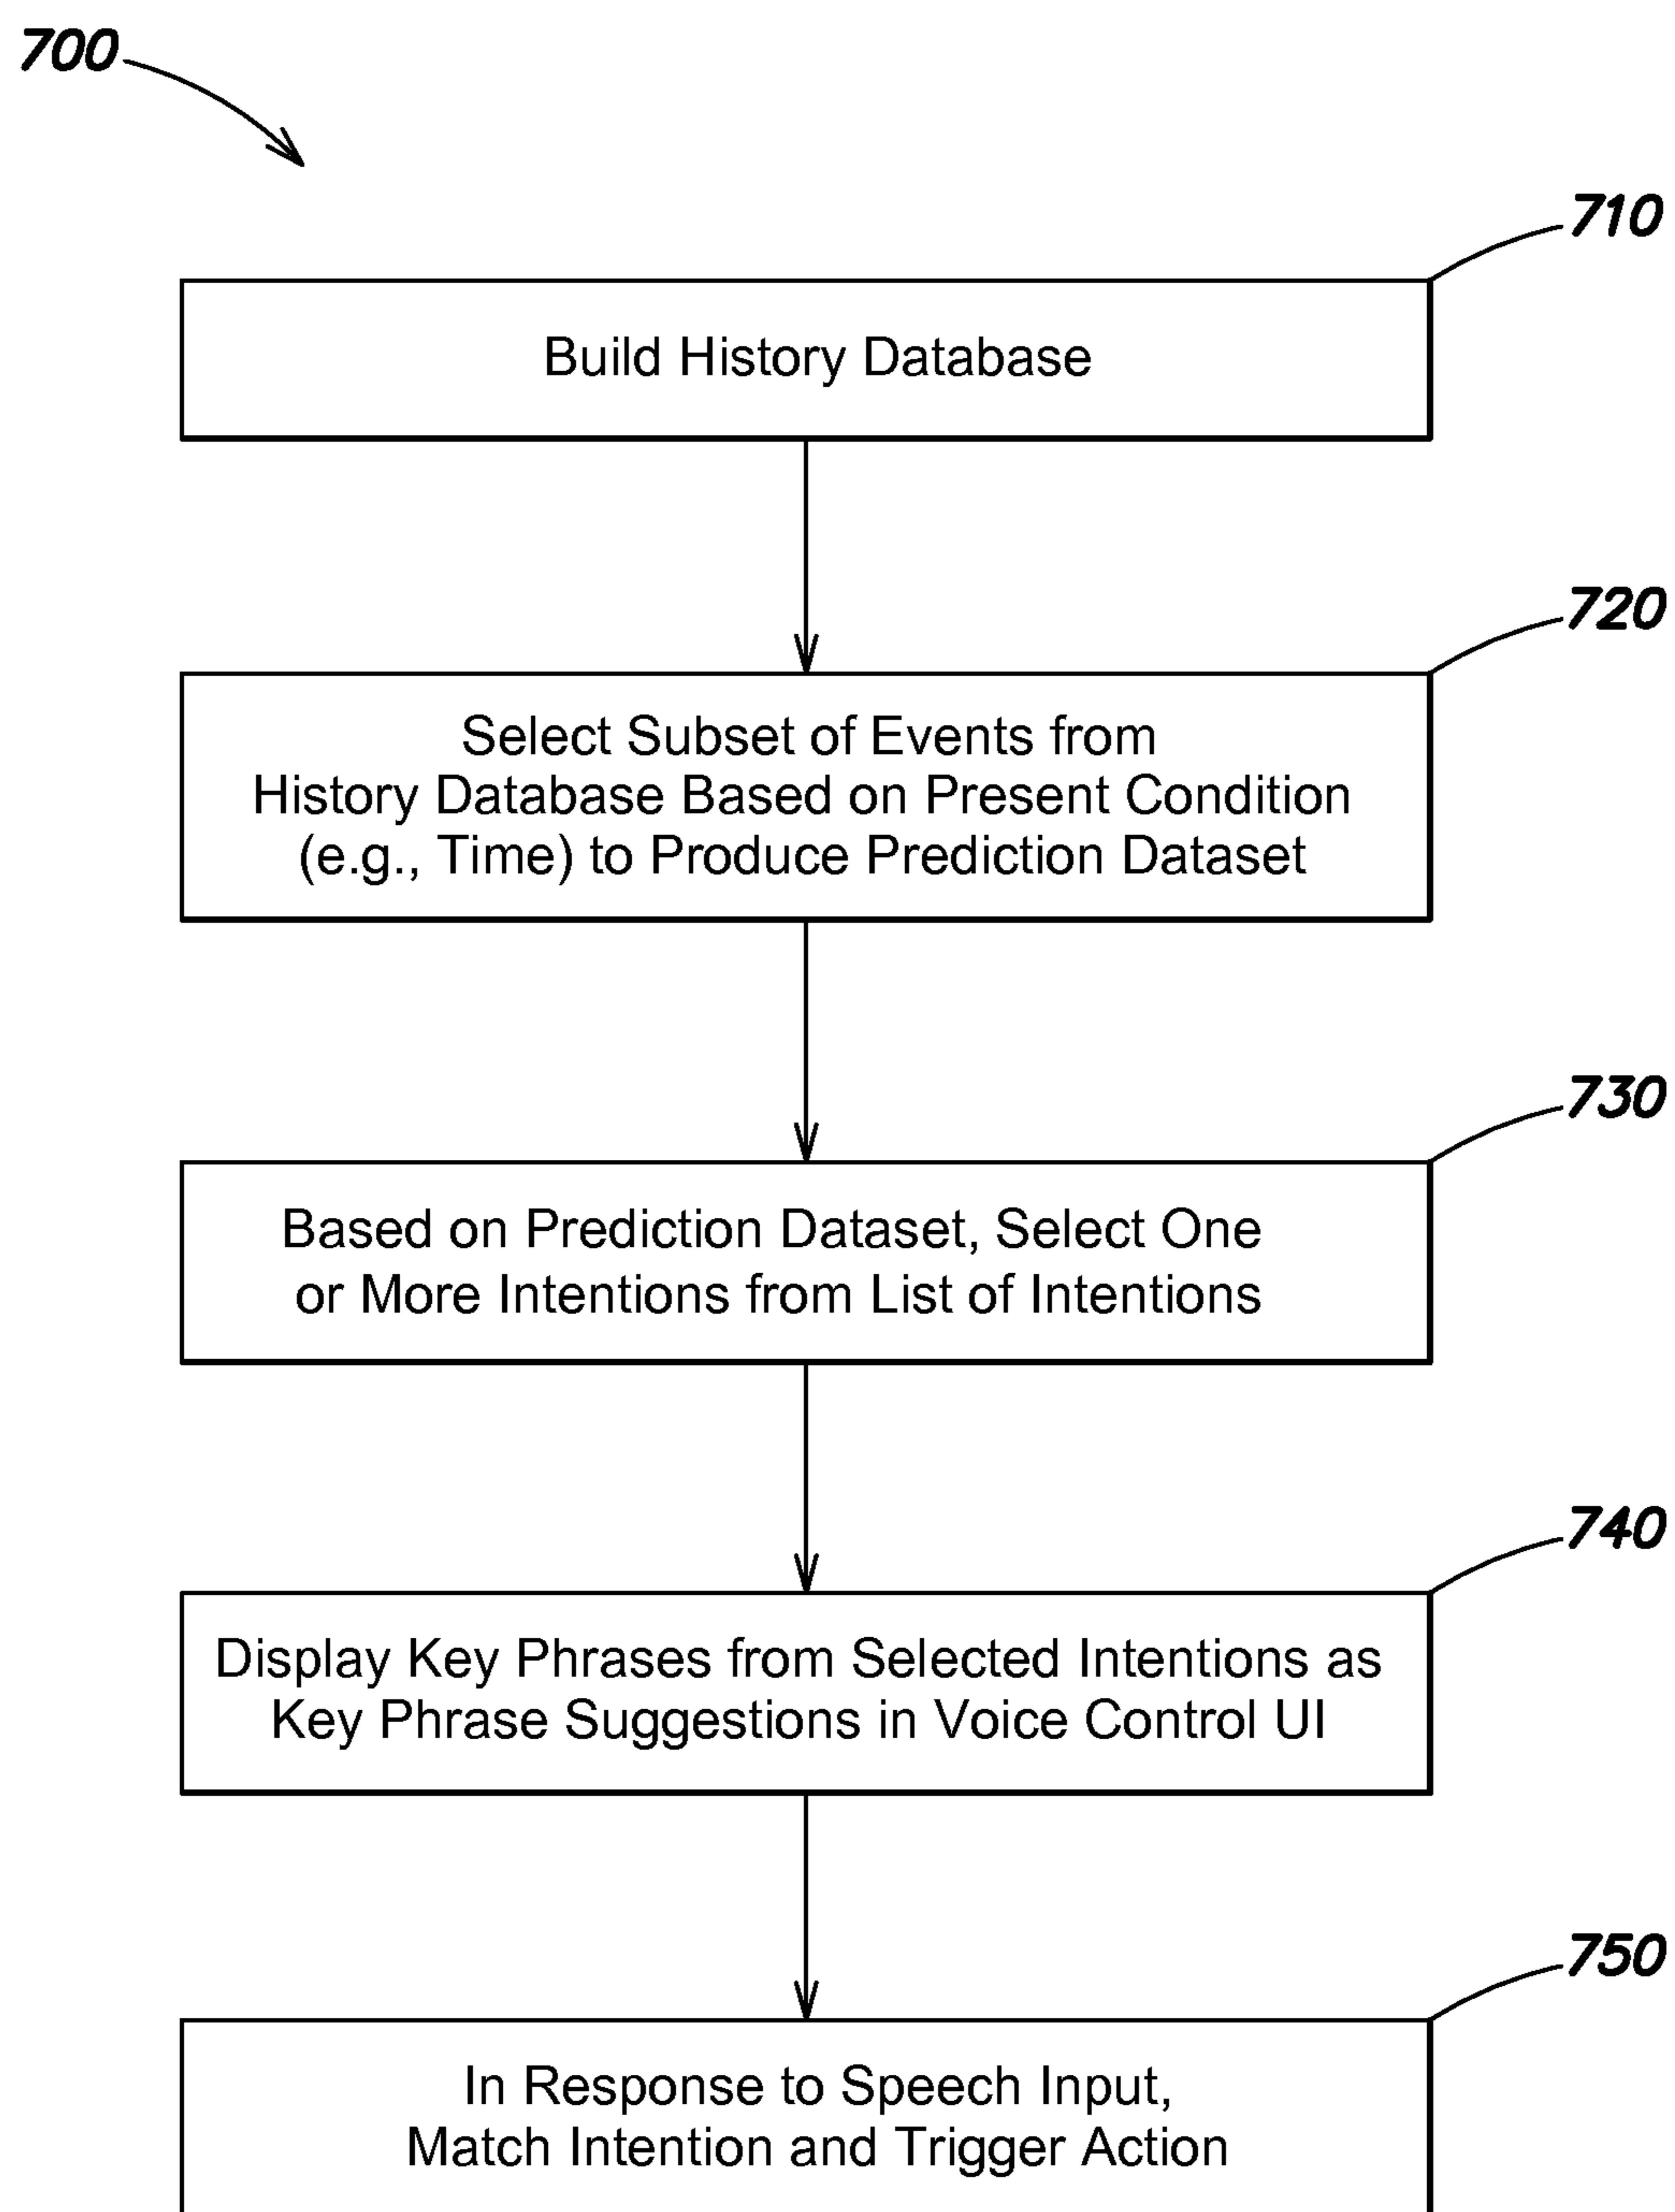 700
710
Build History Database
720
Select Subset of Events from
History Database Based on Present Condition
(e.g., Time) to Produce Prediction Dataset
730
Based on Prediction Dataset, Select One
or More Intentions from List of Intentions
740
Display Key Phrases from Selected Intentions as
Key Phrase Suggestions in Voice Control UI
750
In Response to Speech Input,
Match Intention and Trigger Action